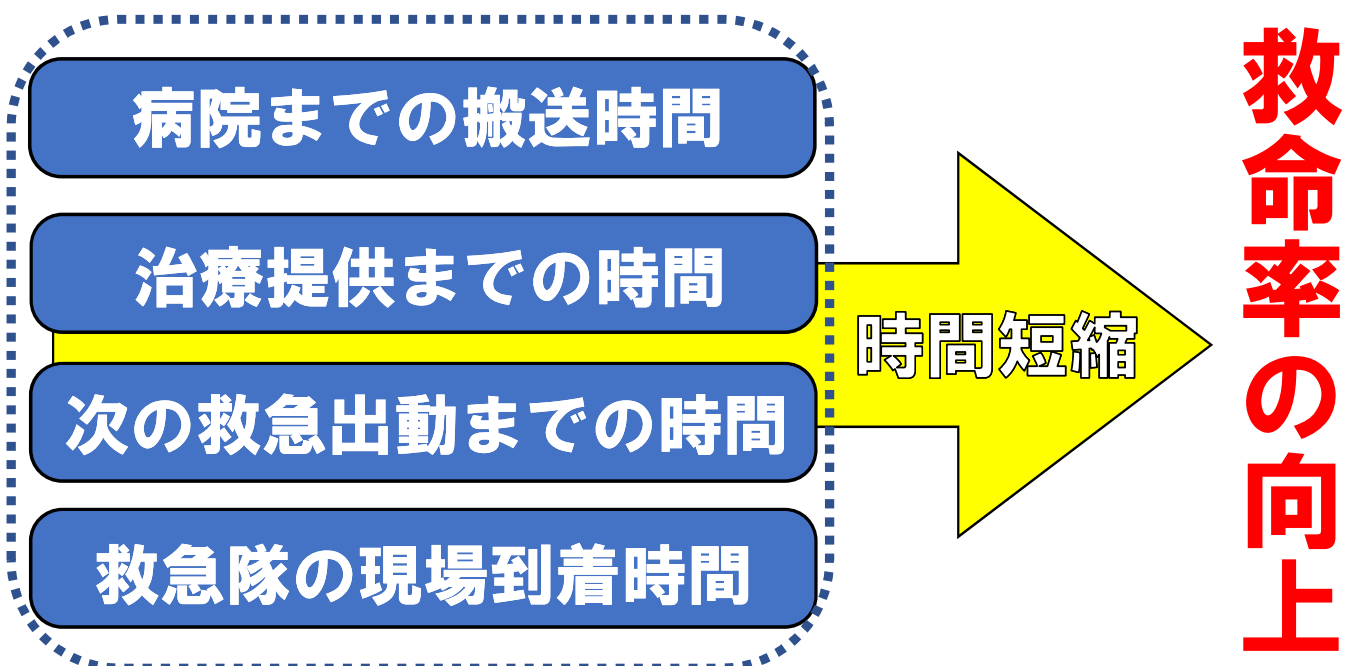 病院までの搬送時間
治療提供までの時間
次の救急出動までの時間
救急隊の現場到着時間
時間短縮
救命率の向上